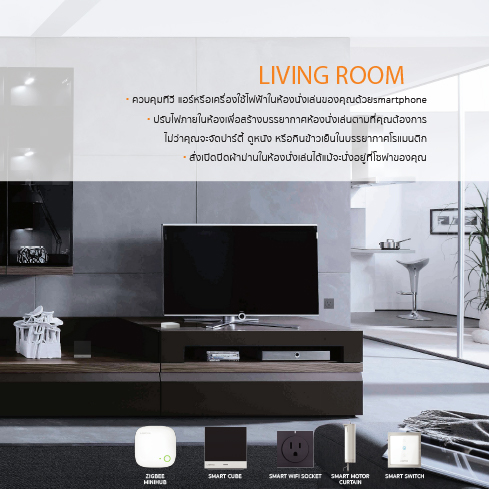 LIVING ROOM
• ควบคุมทีวี แอร์หรือเครื่องใช้ไฟฟ้าในห้องนั่งเล่นของคุณด้วยsmartphone
• ปรับไฟภายในห้องเพื่อสร้างบรรยากาศห้องนั่งเล่นตามที่คุณต้องการ
ไม่ว่าคุณจะจัดปาร์ตี้ ดูหนัง หรือกินข้าวเย็นในบรรยากาศโรแมนติก
• สั่งเปิดปิดผ้าม่านในห้องนั่งเล่นได้แม้จะนั่งอยู่ที่โซฟาของคุณ
ZIGBEE
MINIHUB
SMART CUBE
SMART WIFI SOCKET
SMART MOTOR
CURTAIN
SMART SWITCH